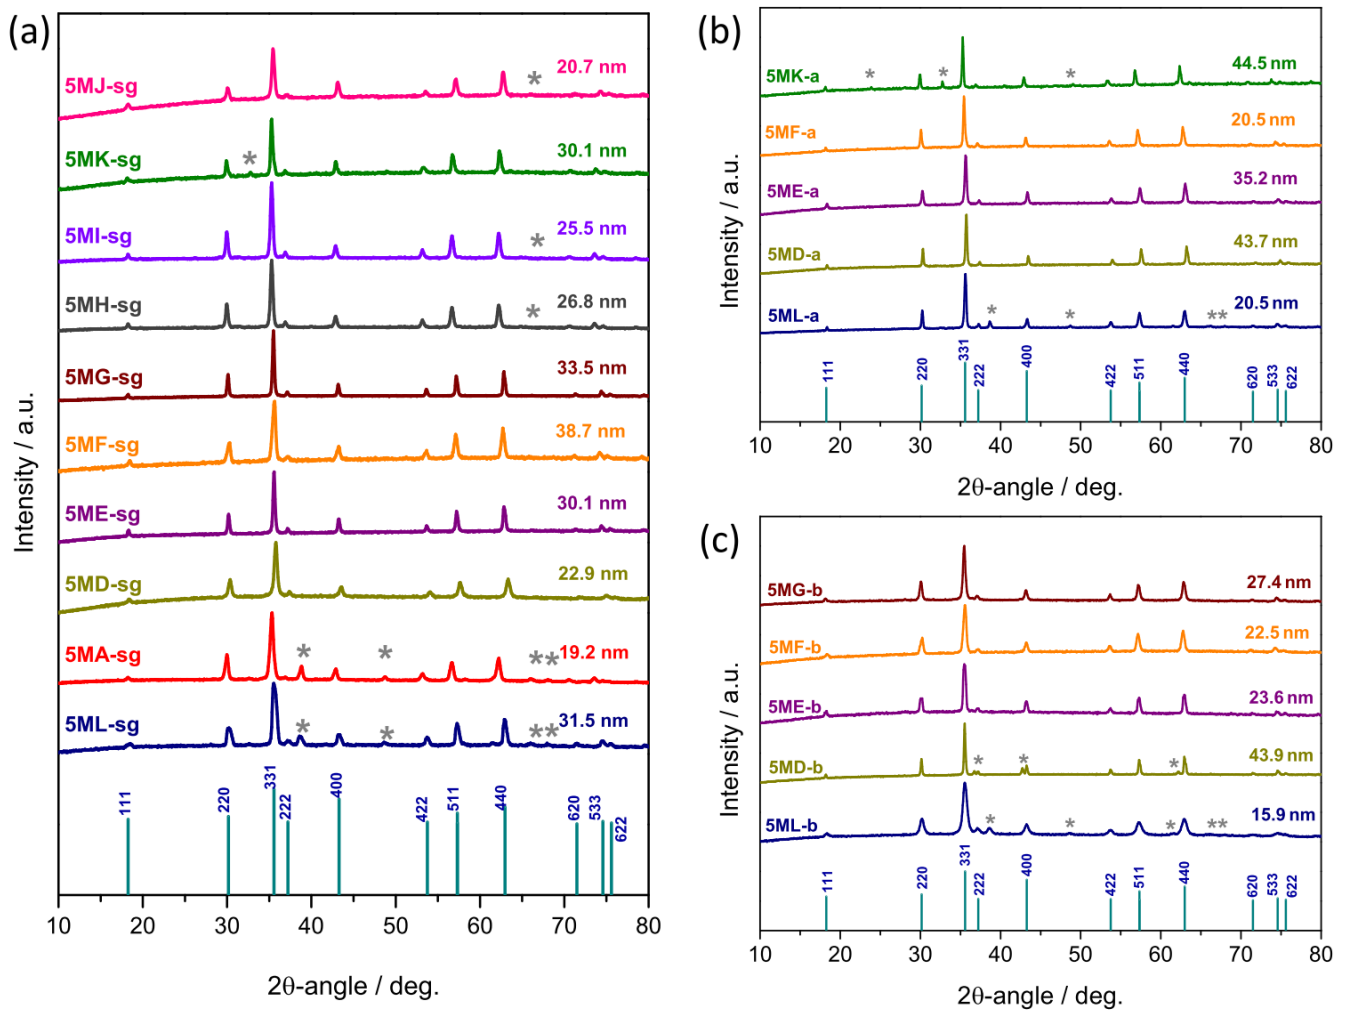 (a)
5MJ-sg
20.7 nm
*
5MK-sg
*
30.1 nm
5MI-sg
25.5 nm
*
5MH-sg
26.8 nm
*
5MG-sg
33.5 nm
5MF-sg
38.7 nm
5ME-sg
30.1 nm
5MD-sg
22.9 nm
5MA-sg
* * ** 19.2 nm
5ML-sg
* * ** 31.5 nm
111 220 331 222 400 422 511 440 620 533 622
10 20 30 40 50 60 70 80
2θ-angle / deg.
Intensity / a.u.
(b)
5MK-a
* * *
44.5 nm
5MF-a
20.5 nm
5ME-a
35.2 nm
5MD-a
43.7 nm
5ML-a
* * **
20.5 nm
111 220 331 222 400 422 511 440 620 533 622
10 20 30 40 50 60 70 80
2θ-angle / deg.
Intensity / a.u.
(c)
5MG-b
27.4 nm
5MF-b
22.5 nm
5ME-b
23.6 nm
5MD-b
* * *
43.9 nm
5ML-b
* * * **
15.9 nm
111 220 331 222 400 422 511 440 620 533 622
10 20 30 40 50 60 70 80
2θ-angle / deg.
Intensity / a.u.